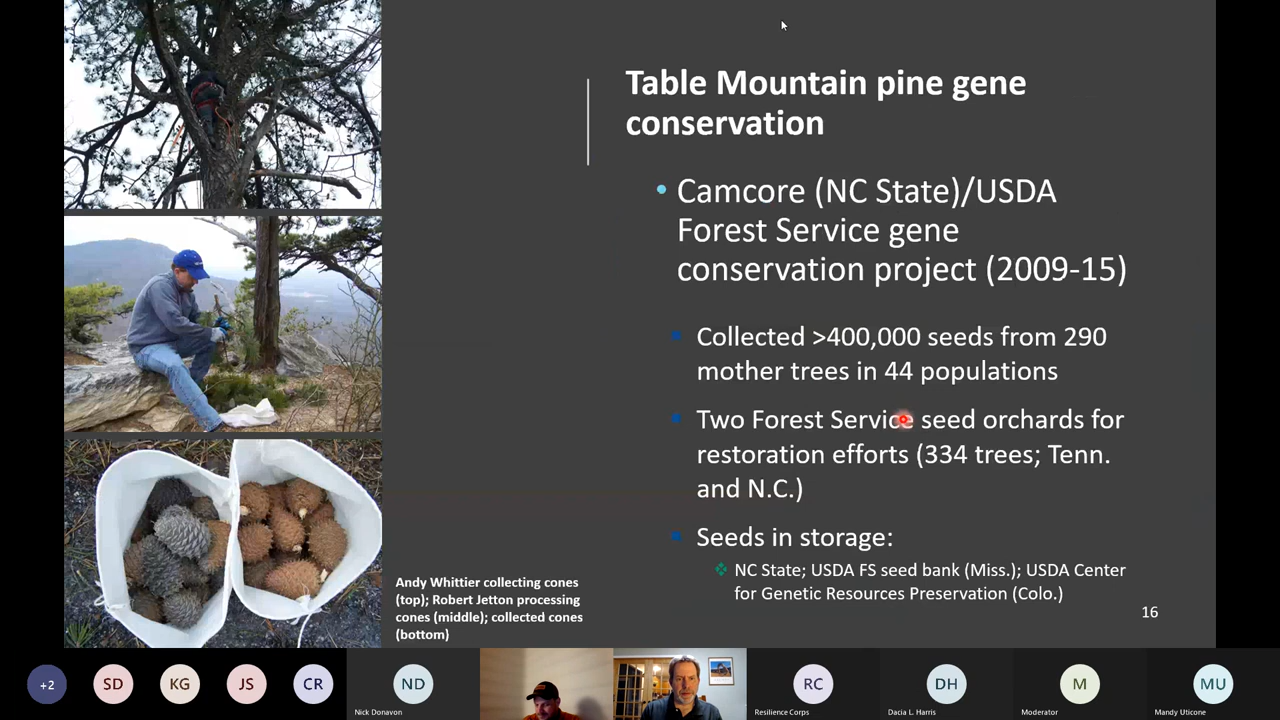 Table Mountain pine gene
conservation
Camcore (NC State)/USDA
Forest Service gene
conservation project (2009-15)
Collected >400,000 seeds from 290
mother trees in 44 populations
Two Forest Service seed orchards for
restoration efforts (334 trees; Tenn.
and N.C.)
Seeds in storage:
NC State; USDA FS seed bank (Miss.); USDA Center
for Genetic Resources Preservation (Colo.)
16
Andy Whittier collecting cones
(top); Robert Jetton processing
cones (middle); collected cones
(bottom)
+2
SD
KG
JS
CR
ND
Nick Donavon
RC
Resilience Corps
DH
Dacia L. Harris
M
Moderator
MU
Mandy Uticone